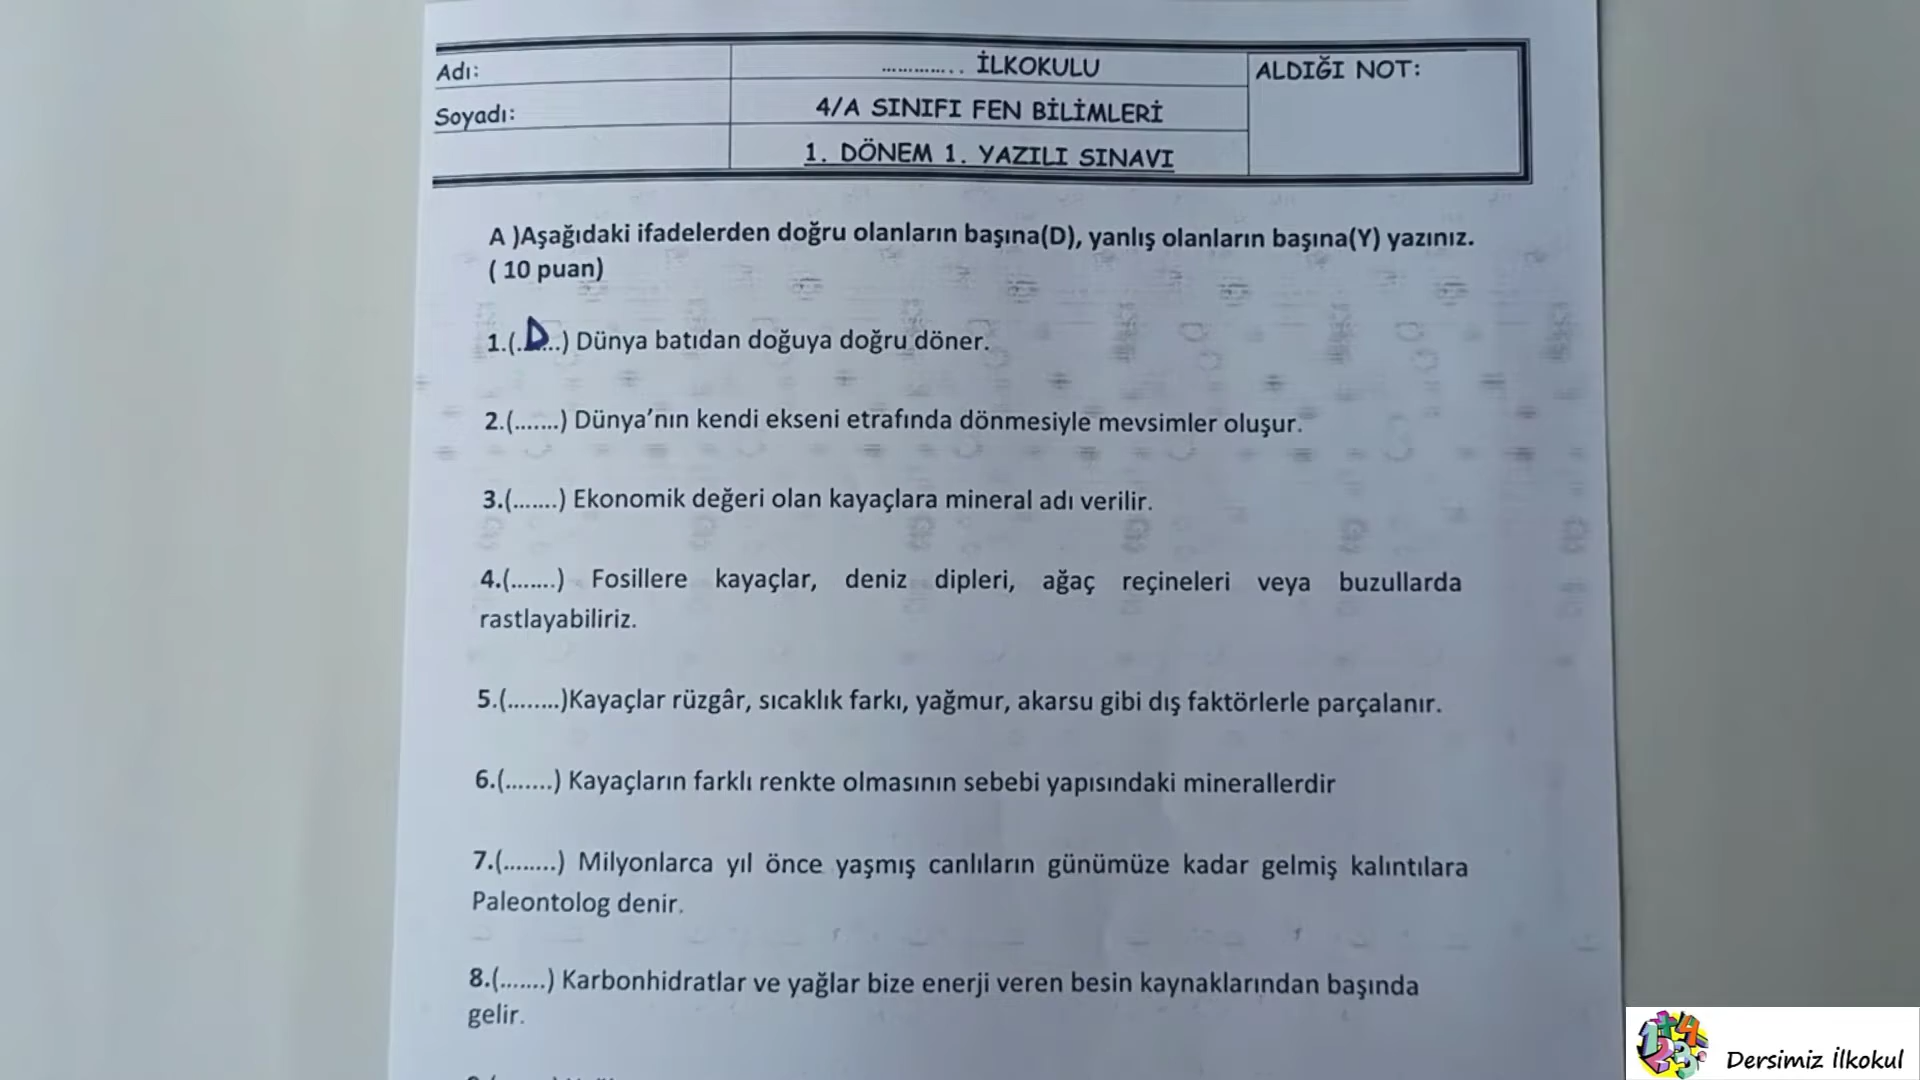 Adı:
Soyadı:
………….. İLKOKULU
4/A SINIFI FEN BİLİMLERİ
1. DÖNEM 1. YAZILI SINAVI
ALDIĞI NOT:
A )Aşağıdaki ifadelerden doğru olanların başına(D), yanlış olanların başına(Y) yazınız.
( 10 puan)
1.(.D...) Dünya batıdan doğuya doğru döner.
2.(.......) Dünya’nın kendi ekseni etrafında dönmesiyle mevsimler oluşur.
3.(.......) Ekonomik değeri olan kayaçlara mineral adı verilir.
4.(.......) Fosillere kayaçlar, deniz dipleri, ağaç reçineleri veya buzullarda
rastlayabiliriz.
5.(........)Kayaçlar rüzgâr, sıcaklık farkı, yağmur, akarsu gibi dış faktörlerle parçalanır.
6.(.......) Kayaçların farklı renkte olmasının sebebi yapısındaki minerallerdir
7.(........) Milyonlarca yıl önce yaşmış canlıların günümüze kadar gelmiş kalıntılara
Paleontolog denir.
8.(.......) Karbonhidratlar ve yağlar bize enerji veren besin kaynaklarından başında
gelir.
Dersimiz İlkokul